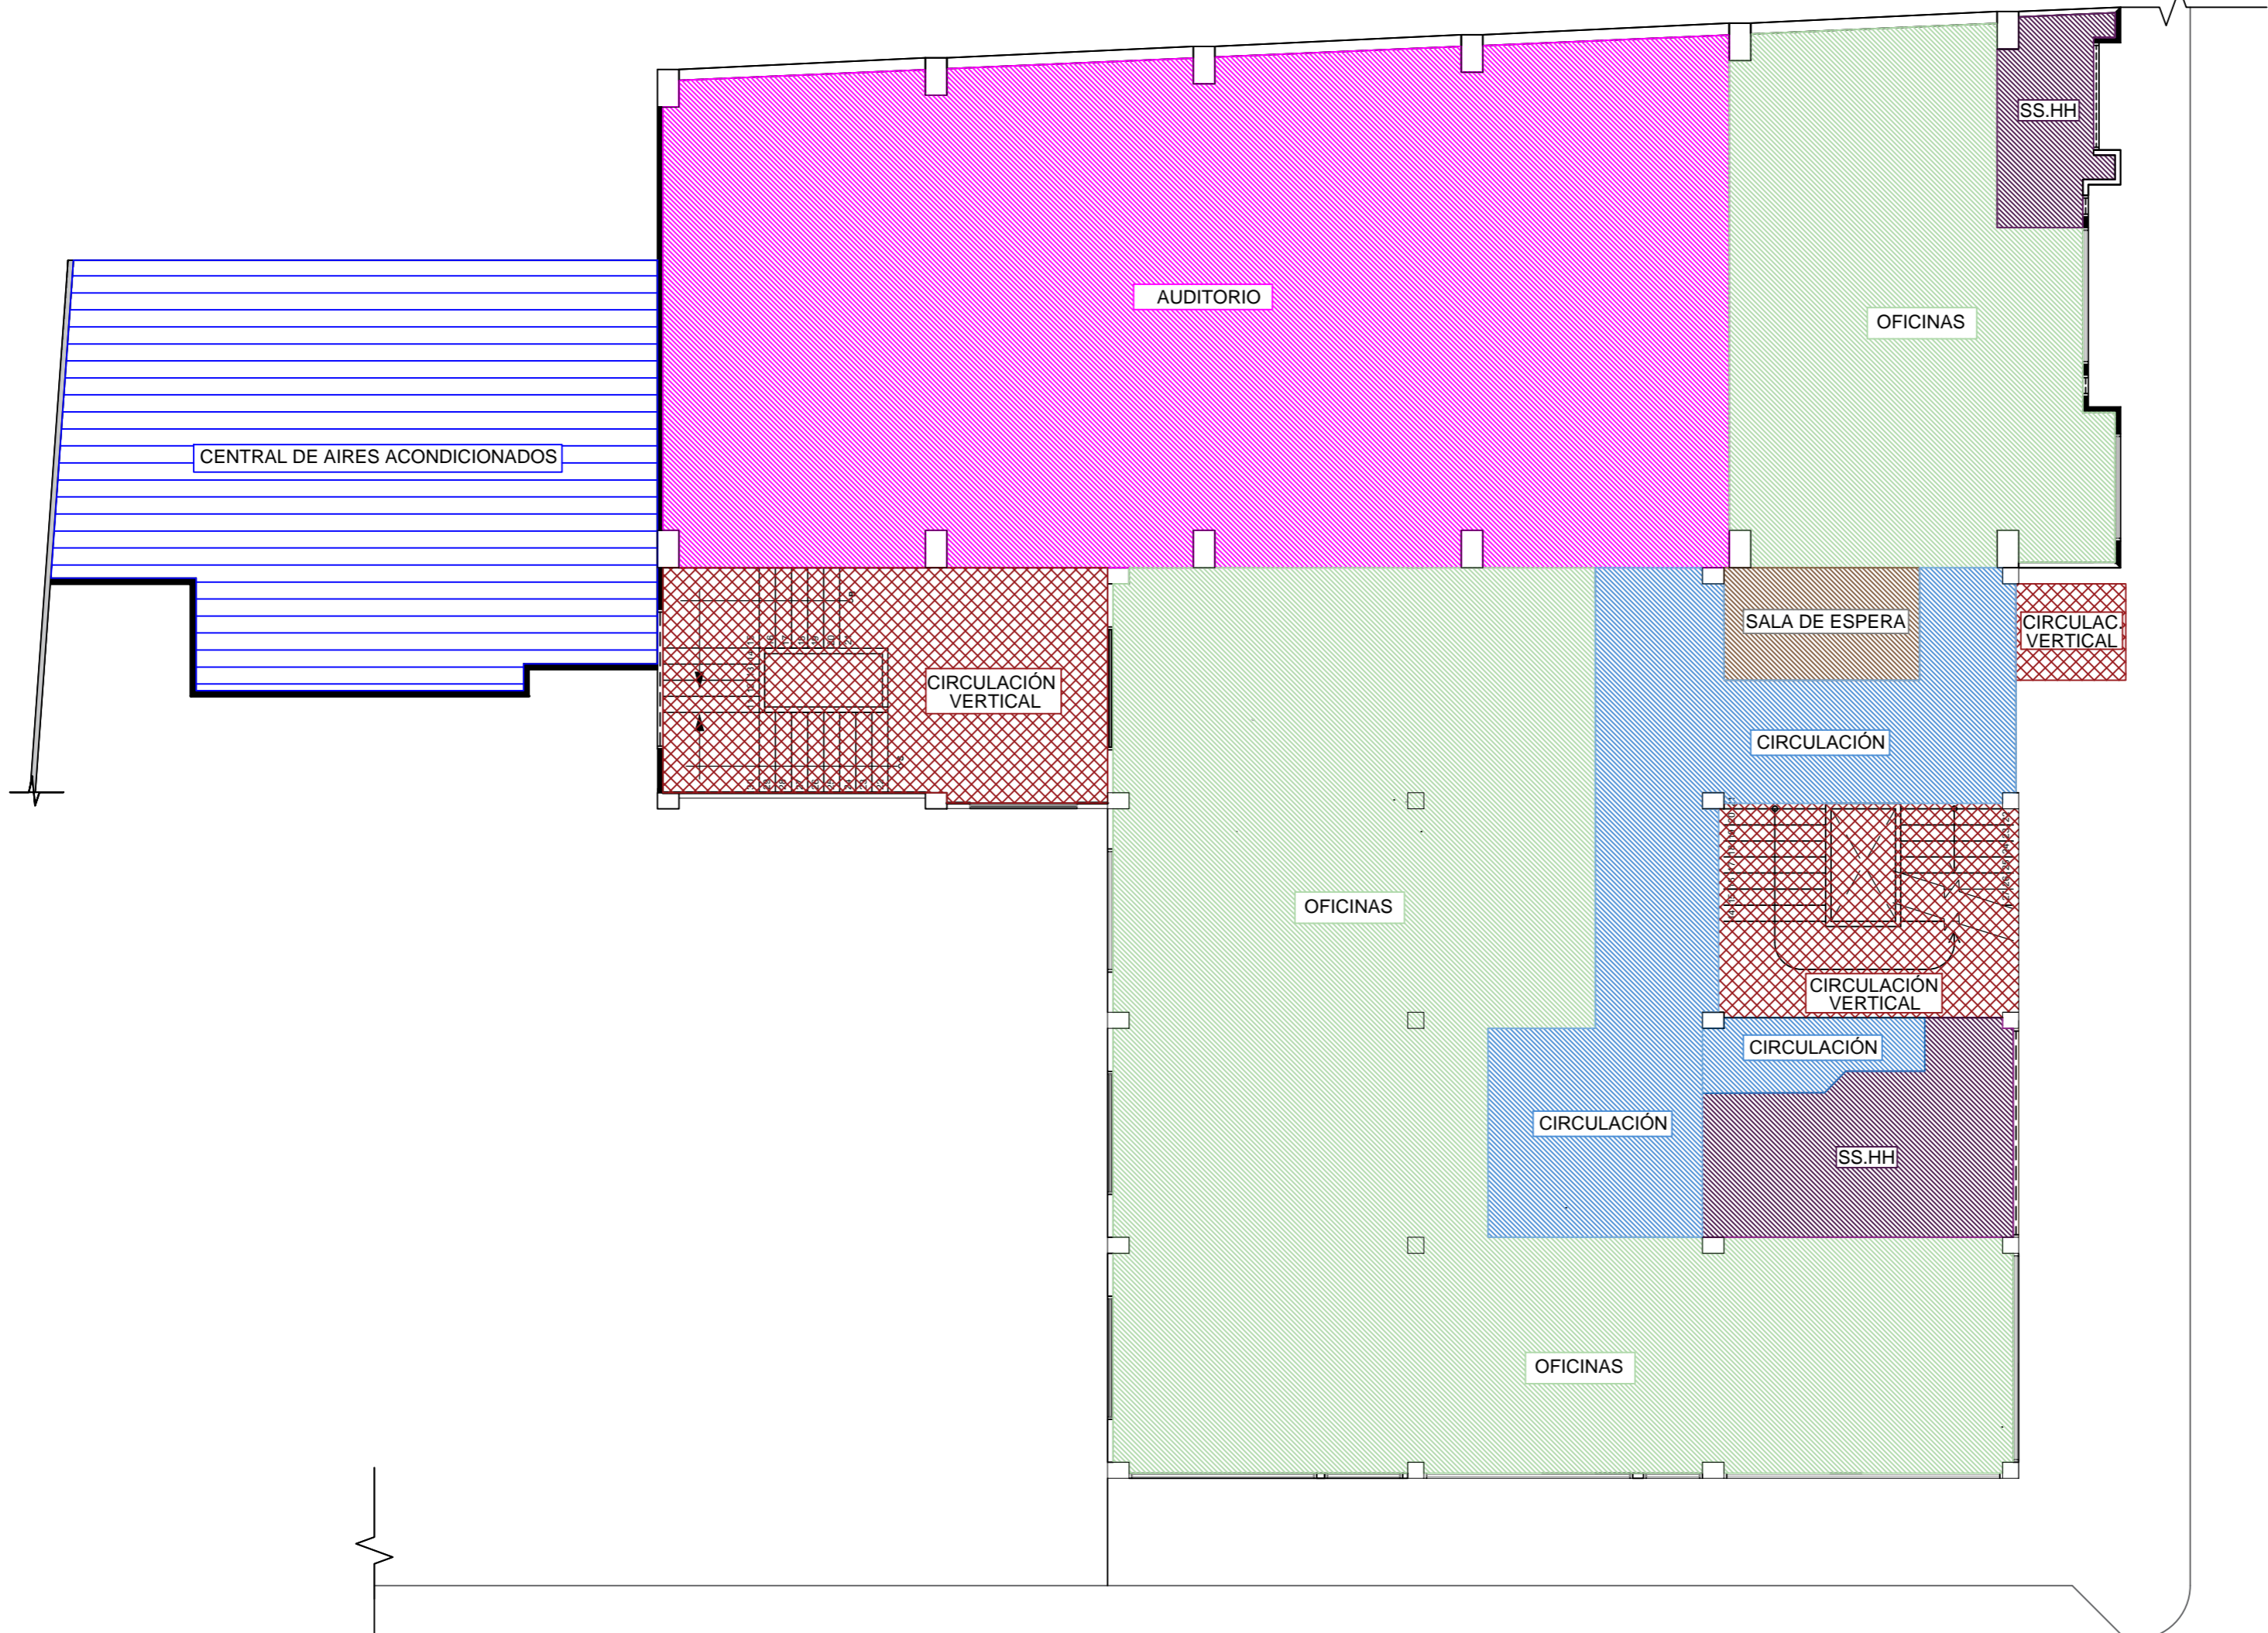 SS.HH
AUDITORIO
OFICINAS
CENTRAL DE AIRES ACONDICIONADOS
SALA DE ESPERA
CIRCULAC.
VERTICAL
CIRCULACIÓN
VERTICAL
CIRCULACIÓN
OFICINAS
CIRCULACIÓN
VERTICAL
CIRCULACIÓN
CIRCULACIÓN
SS.HH
OFICINAS